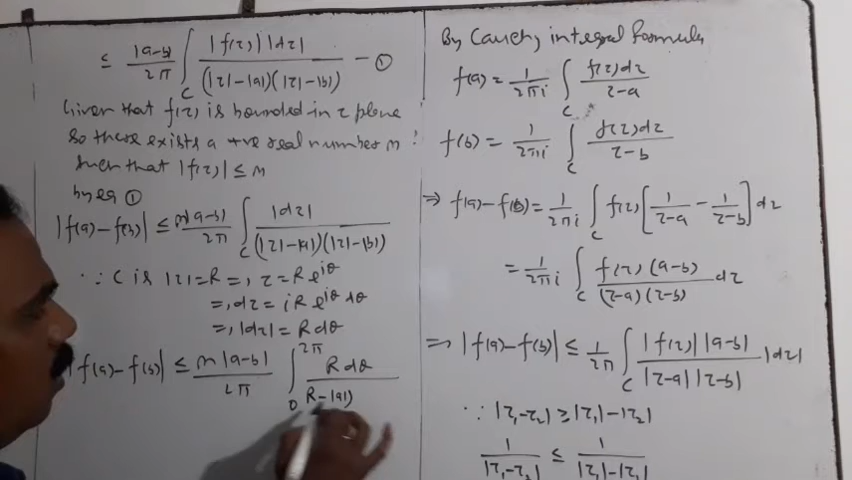 By Cauchy integral formula
f(a) = 1/2πi ∫_C f(z)dz / z-a
f(b) = 1/2πi ∫_C f(z)dz / z-b
⇒ f(a)-f(b) = 1/2πi ∫_C f(z) [1/z-a - 1/z-b] dz
= 1/2πi ∫_C f(z)(a-b) / (z-a)(z-b) dz
⇒ |f(a)-f(b)| ≤ 1/2π ∫_C |f(z)||a-b| / |z-a||z-b| |dz|
∵ |z₁-z₂| ≥ |z₁|-|z₂|
1/|z₁-z₂| ≤ 1/|z₁|-|z₂|
≤ |a-b|/2π ∫_C |f(z)||dz| / (|z|-|a|)(|z|-|b|) — ①
Given that f(z) is bounded in z plane
so there exists a +ve real number M
such that |f(z)| ≤ M
by eq ①
|f(a)-f(b)| ≤ M|a-b|/2π ∫_C |dz| / (|z|-|a|)(|z|-|b|)
∵ C is |z|=R =, z = Re^{iθ}
=, dz = iRe^{iθ} dθ
=, |dz| = R dθ
f(a)-f(b)| ≤ M|a-b|/2π ∫_0^{2π} R dθ / R-|a|)